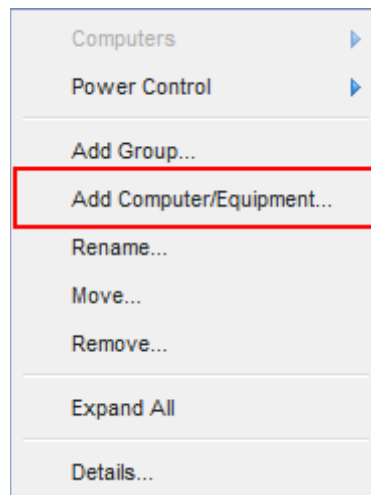 Computers
Power Control
Add Group...
Add Computer/Equipment...
Rename...
Move...
Remove...
Expand All
Details...